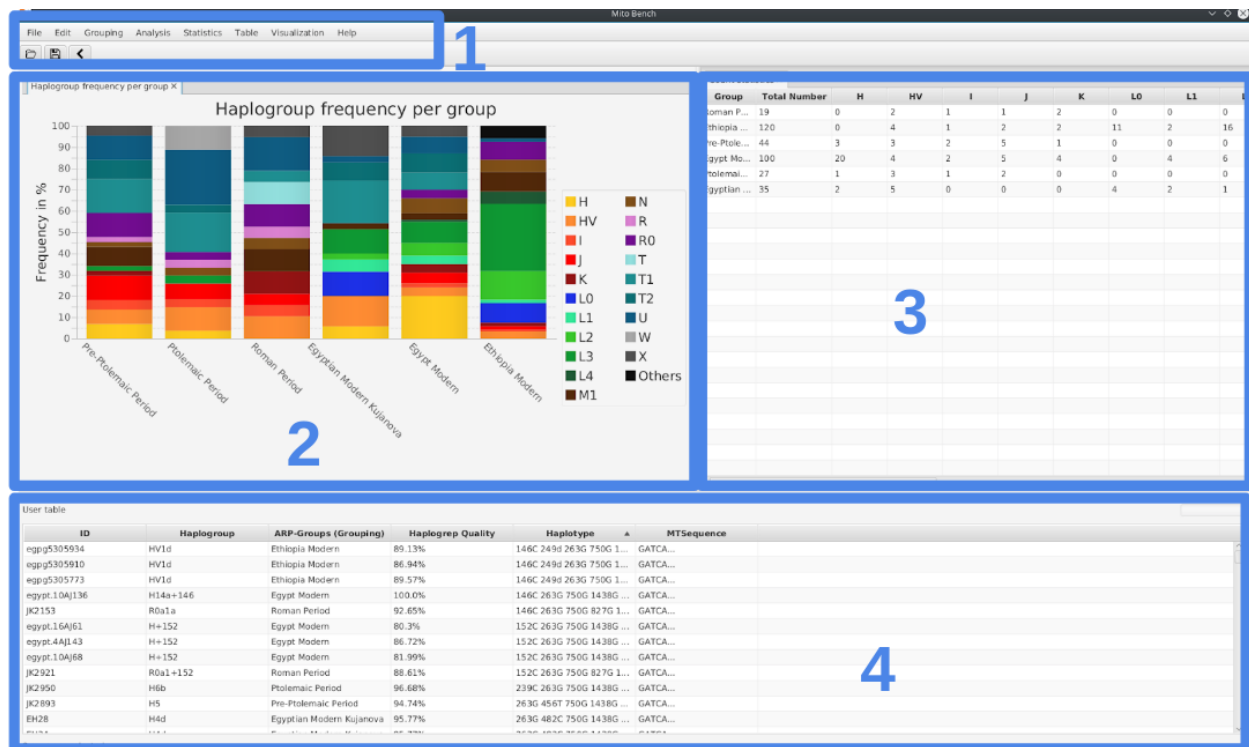 Mito Bench
File Edit Grouping Analysis Statistics Table Visualization Help
1
Haplogroup frequency per group X
Haplogroup frequency per group
Frequency in %
100
90
80
70
60
50
40
30
20
10
0
Pre-Ptolemaic Period
Ptolemaic Period
Roman Period
Egyptian Modern Kujanova
Egypt Modern
Ethiopia Modern
H N
HV R
I R0
J T
K T1
L0 T2
L1 U
L2 W
L3 X
L4 Others
M1
2
Group Total Number H HV I J K L0 L1
oman P... 19 0 2 1 1 2 0 0 0
thiopia ... 120 0 4 1 2 2 11 2 16
re-Ptole... 44 3 3 2 5 1 0 0 0
gypt Mo... 100 20 4 2 5 4 0 4 6
tolemai... 27 1 3 1 2 0 0 0 0
gyptian ... 35 2 5 0 0 0 4 2 1
3
User table
ID Haplogroup ARP-Groups (Grouping) Haplogrep Quality Haplotype MTSequence
egpg5305934 HV1d Ethiopia Modern 89.13% 146C 249d 263G 750G 1... GATCA...
egpg5305910 HV1d Ethiopia Modern 86.94% 146C 249d 263G 750G 1... GATCA...
egpg5305773 HV1d Ethiopia Modern 89.57% 146C 249d 263G 750G 1... GATCA...
egypt.10AJ136 H14a+146 Egypt Modern 100.0% 146C 263G 750G 1438G ... GATCA...
JK2153 R0a1a Roman Period 92.65% 146C 263G 750G 827G 1... GATCA...
egypt.16AJ61 H+152 Egypt Modern 80.3% 152C 263G 750G 1438G ... GATCA...
egypt.4AJ143 H+152 Egypt Modern 86.72% 152C 263G 750G 1438G ... GATCA...
egypt.10AJ68 H+152 Egypt Modern 81.99% 152C 263G 750G 1438G ... GATCA...
JK2921 R0a1+152 Roman Period 88.61% 152C 263G 750G 827G 1... GATCA...
JK2950 H6b Ptolemaic Period 96.68% 239C 263G 750G 1438G ... GATCA...
JK2893 H5 Pre-Ptolemaic Period 94.74% 263G 456T 750G 1438G ... GATCA...
EH28 H4d Egyptian Modern Kujanova 95.77% 263G 482C 750G 1438G ... GATCA...
4